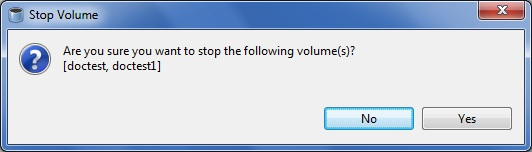 Stop Volume
Are you sure you want to stop the following volume(s)?
[doctest, doctest1]
No
Yes